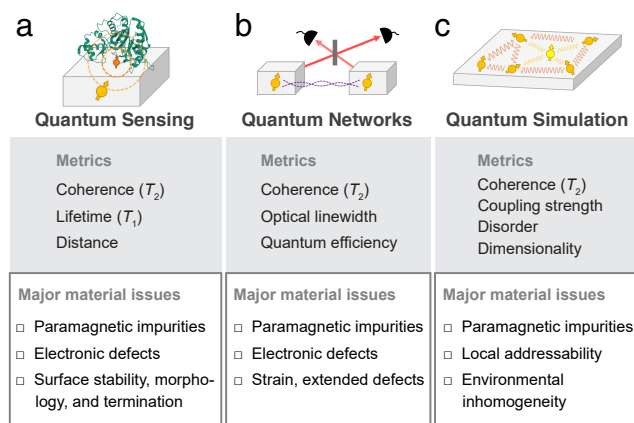 a
Quantum Sensing
Metrics
Coherence (T₂)
Lifetime (T₁)
Distance
Major material issues
□ Paramagnetic impurities
□ Electronic defects
□ Surface stability, morpho-
logy, and termination
b
Quantum Networks
Metrics
Coherence (T₂)
Optical linewidth
Quantum efficiency
Major material issues
□ Paramagnetic impurities
□ Electronic defects
□ Strain, extended defects
c
Quantum Simulation
Metrics
Coherence (T₂)
Coupling strength
Disorder
Dimensionality
Major material issues
□ Paramagnetic impurities
□ Local addressability
□ Environmental
inhomogeneity